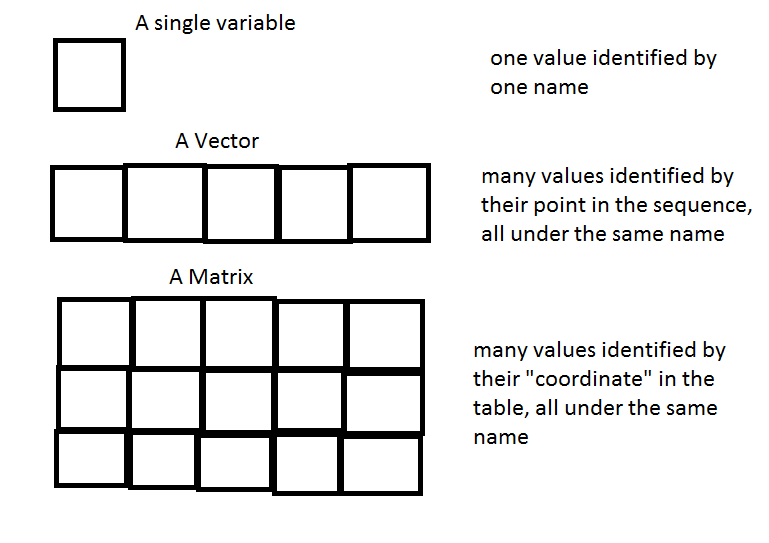 A single variable
one value identified by
one name
A Vector
many values identified by
their point in the sequence,
all under the same name
A Matrix
many values identified by
their "coordinate" in the
table, all under the same
name